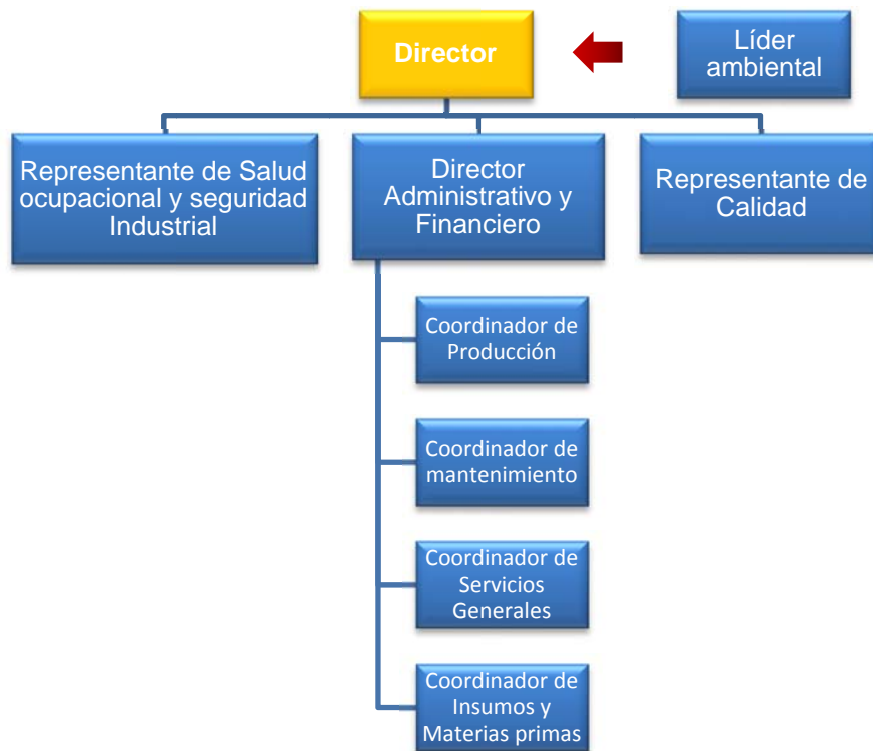 Director
Líder
ambiental
Representante de Salud
ocupacional y seguridad
Industrial
Director
Administrativo y
Financiero
Representante de
Calidad
Coordinador de
Producción
Coordinador de
mantenimiento
Coordinador de
Servicios
Generales
Coordinador de
Insumos y
Materias primas